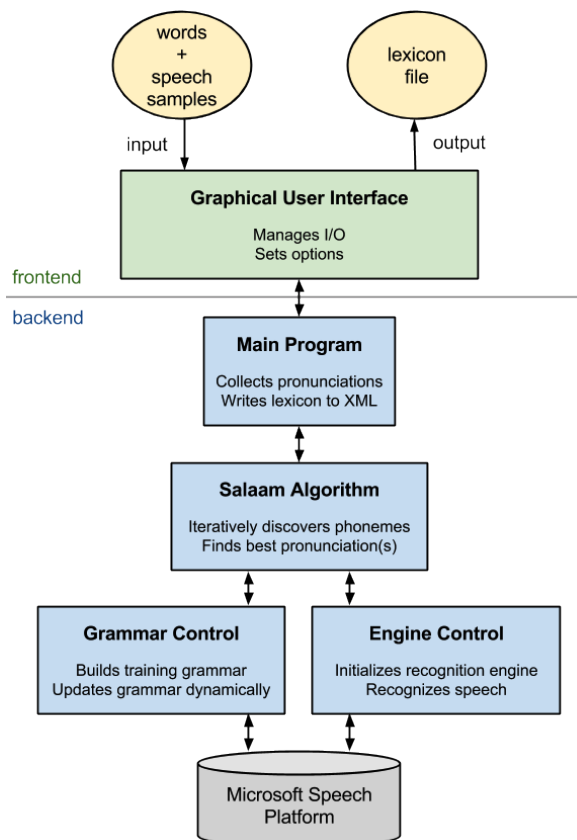 words
+
speech
samples
lexicon
file
input
output
Graphical User Interface
Manages I/O
Sets options
frontend
backend
Main Program
Collects pronunciations
Writes lexicon to XML
Salaam Algorithm
Iteratively discovers phonemes
Finds best pronunciation(s)
Grammar Control
Builds training grammar
Updates grammar dynamically
Engine Control
Initializes recognition engine
Recognizes speech
Microsoft Speech
Platform